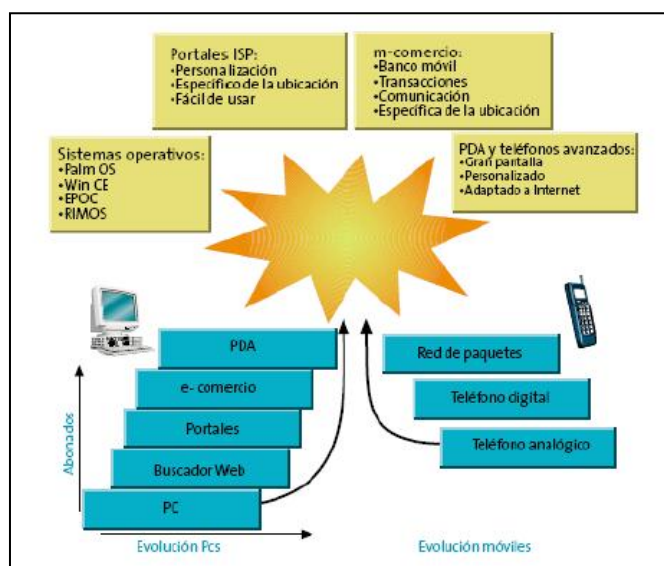 Portales ISP:
•Personalización
•Específico de la ubicación
•Fácil de usar
m-comercio:
•Banco móvil
•Transacciones
•Comunicación
•Específica de la ubicación
Sistemas operativos:
•Palm OS
•Win CE
•EPOC
•RIMOS
PDA y teléfonos avanzados:
•Gran pantalla
•Personalizado
•Adaptado a Internet
PDA
e- comercio
Portales
Buscador Web
PC
Red de paquetes
Teléfono digital
Teléfono analógico
Abonados
Evolución Pcs
Evolución móviles